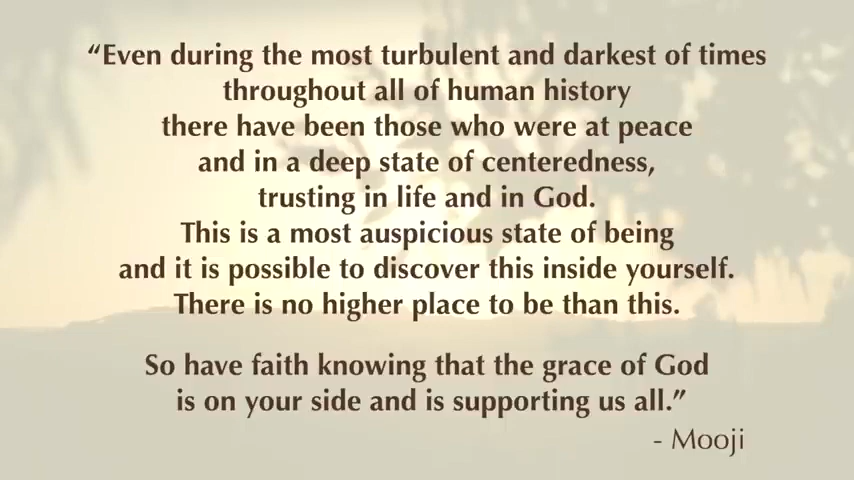 “Even during the most turbulent and darkest of times
throughout all of human history
there have been those who were at peace
and in a deep state of centeredness,
trusting in life and in God.
This is a most auspicious state of being
and it is possible to discover this inside yourself.
There is no higher place to be than this.
So have faith knowing that the grace of God
is on your side and is supporting us all.”
- Mooji